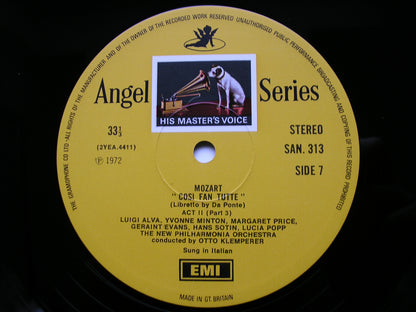 ALL RIGHTS OF THE MANUFACTURER AND OF THE OWNER OF THE RECORDED WORK RESERVED · UNAUTHORISED PUBLIC PERFORMANCE BROADCASTING AND COPYING OF THIS RECORD PROHIBITED
THE GRAMOPHONE CO LTD ·
Angel Series
HIS MASTER'S VOICE
33⅓ STEREO
(2YEA.4411) SAN. 313
℗ 1972 SIDE 7
MOZART
"COSI FAN TUTTE"
(Libretto by Da Ponte)
ACT II (Part 3)
LUIGI ALVA, YVONNE MINTON, MARGARET PRICE,
GERAINT EVANS, HANS SOTIN, LUCIA POPP
THE NEW PHILHARMONIA ORCHESTRA
conducted by OTTO KLEMPERER
Sung in Italian
EMI
MADE IN GT. BRITAIN